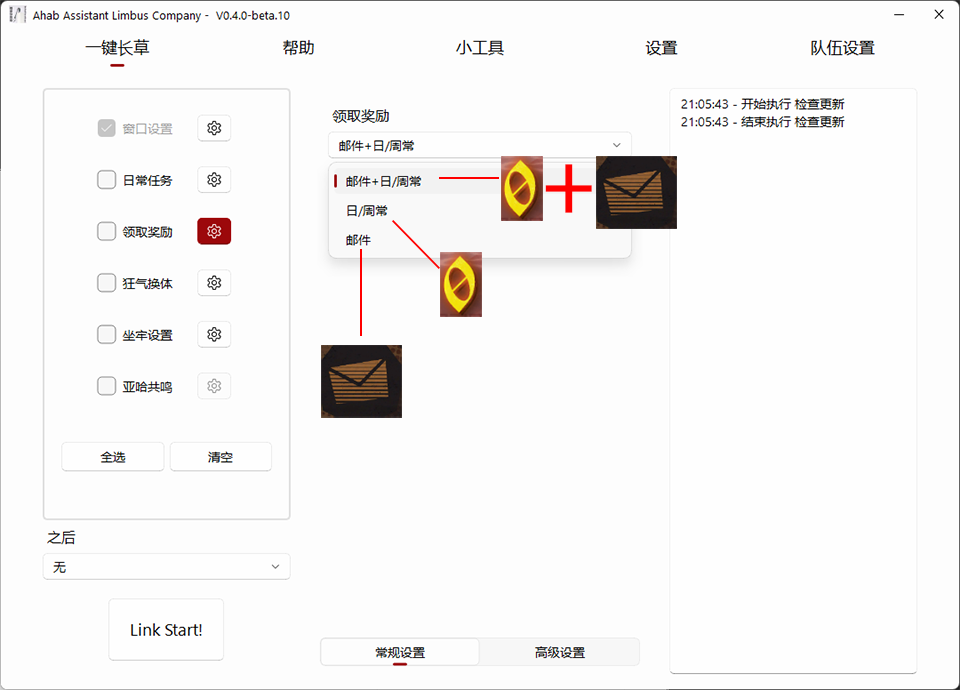 Ahab Assistant Limbus Company - V0.4.0-beta.10
一键长草
帮助
小工具
设置
队伍设置
窗口设置
日常任务
领取奖励
狂气换体
坐牢设置
亚哈共鸣
全选
清空
之后
无
Link Start!
领取奖励
邮件+日/周常
邮件+日/周常
日/周常
邮件
常规设置
高级设置
21:05:43 - 开始执行 检查更新
21:05:43 - 结束执行 检查更新